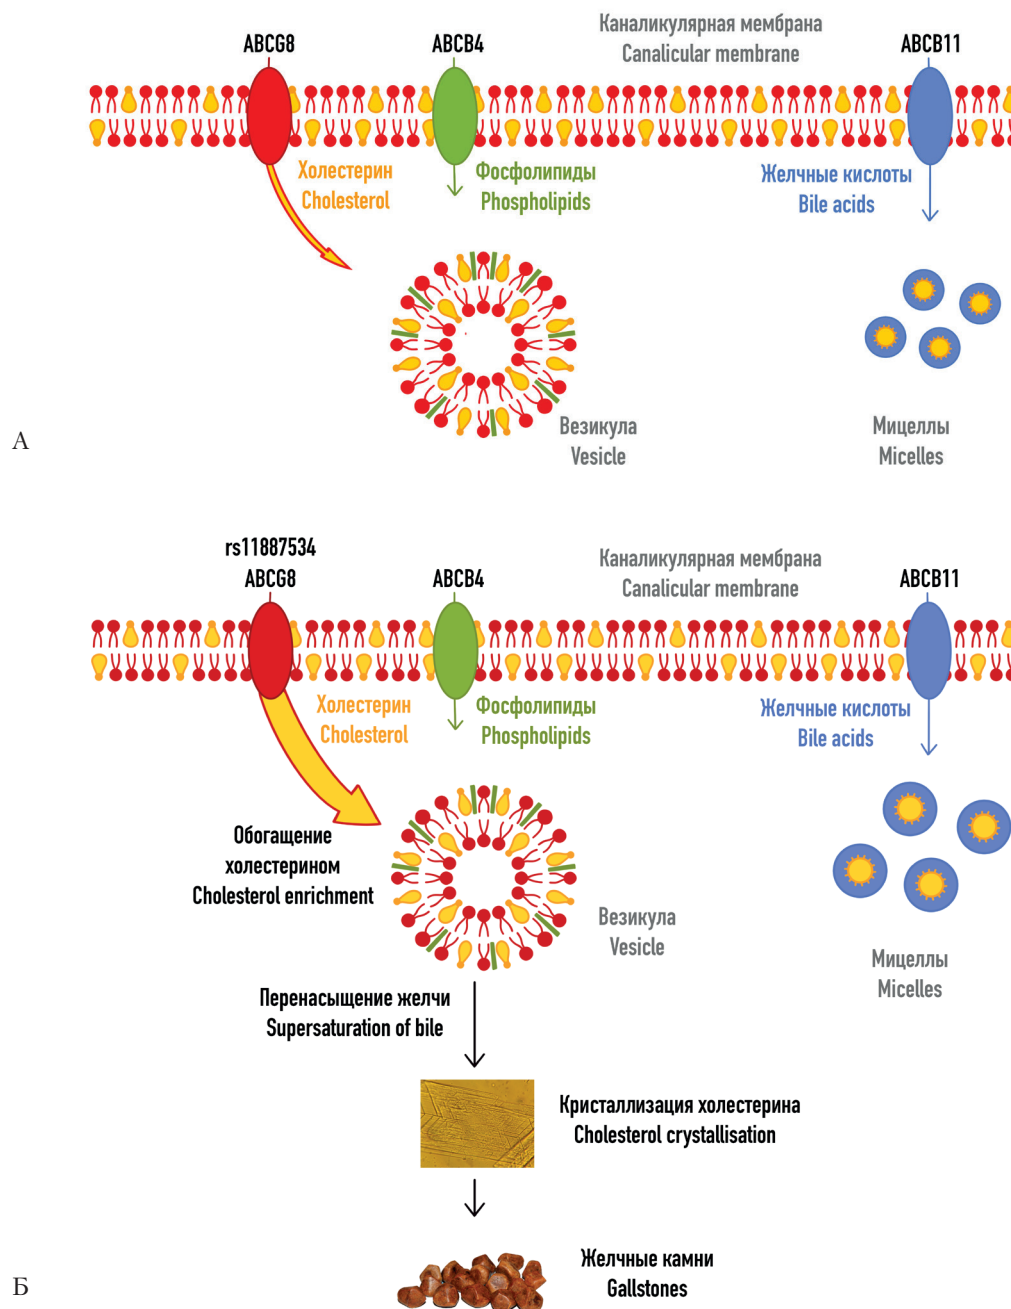 Каналикулярная мембрана
Canalicular membrane
ABCG8
ABCB4
ABCB11
Холестерин
Cholesterol
Фосфолипиды
Phospholipids
Желчные кислоты
Bile acids
Везикула
Vesicle
Мицеллы
Micelles
А
rs11887534
ABCG8
ABCB4
Каналикулярная мембрана
Canalicular membrane
ABCB11
Холестерин
Cholesterol
Фосфолипиды
Phospholipids
Желчные кислоты
Bile acids
Обогащение
холестерином
Cholesterol enrichment
Везикула
Vesicle
Мицеллы
Micelles
Перенасыщение желчи
Supersaturation of bile
Кристаллизация холестерина
Cholesterol crystallisation
Желчные камни
Gallstones
Б